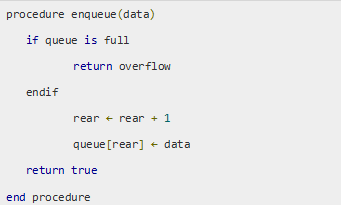 procedure enqueue(data)
if queue is full
return overflow
endif
rear ← rear + 1
queue[rear] ← data
return true
end procedure